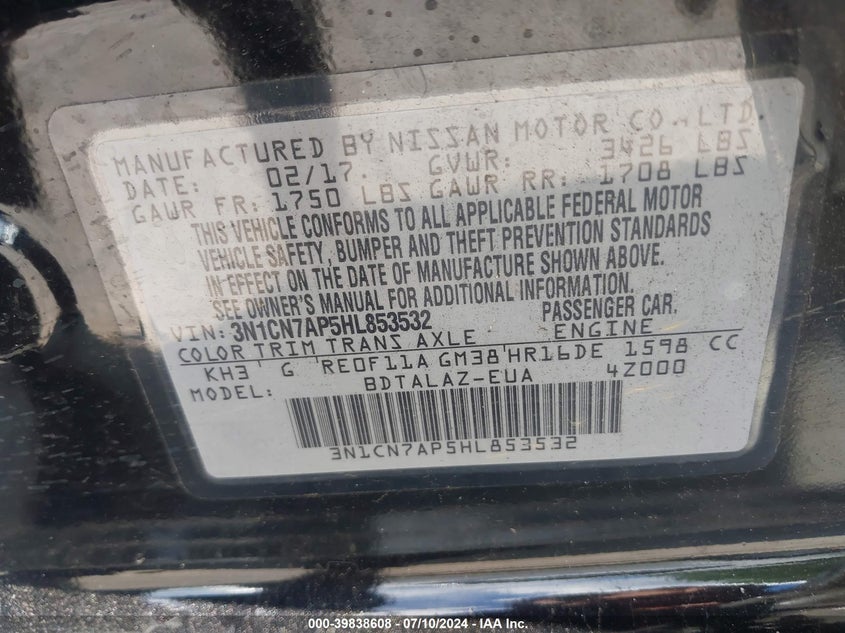 MANUFACTURED BY NISSAN MOTOR CO., LTD.
DATE: 02/17. GVWR: 3426 LBS
GAWR FR: 1750 LBS GAWR RR: 1708 LBS
THIS VEHICLE CONFORMS TO ALL APPLICABLE FEDERAL MOTOR
VEHICLE SAFETY, BUMPER AND THEFT PREVENTION STANDARDS
IN EFFECT ON THE DATE OF MANUFACTURE SHOWN ABOVE.
SEE OWNER'S MANUAL FOR ADDITIONAL INFORMATION.
VIN: 3N1CN7AP5HL853532 PASSENGER CAR.
COLOR TRIM TRANS AXLE ENGINE
KH3 G RE0F11A GM38 HR16DE 1598 CC
MODEL: BDTALAZ-EUA 4Z000
3N1CN7AP5HL853532
000-39838608 - 07/10/2024 - IAA Inc.